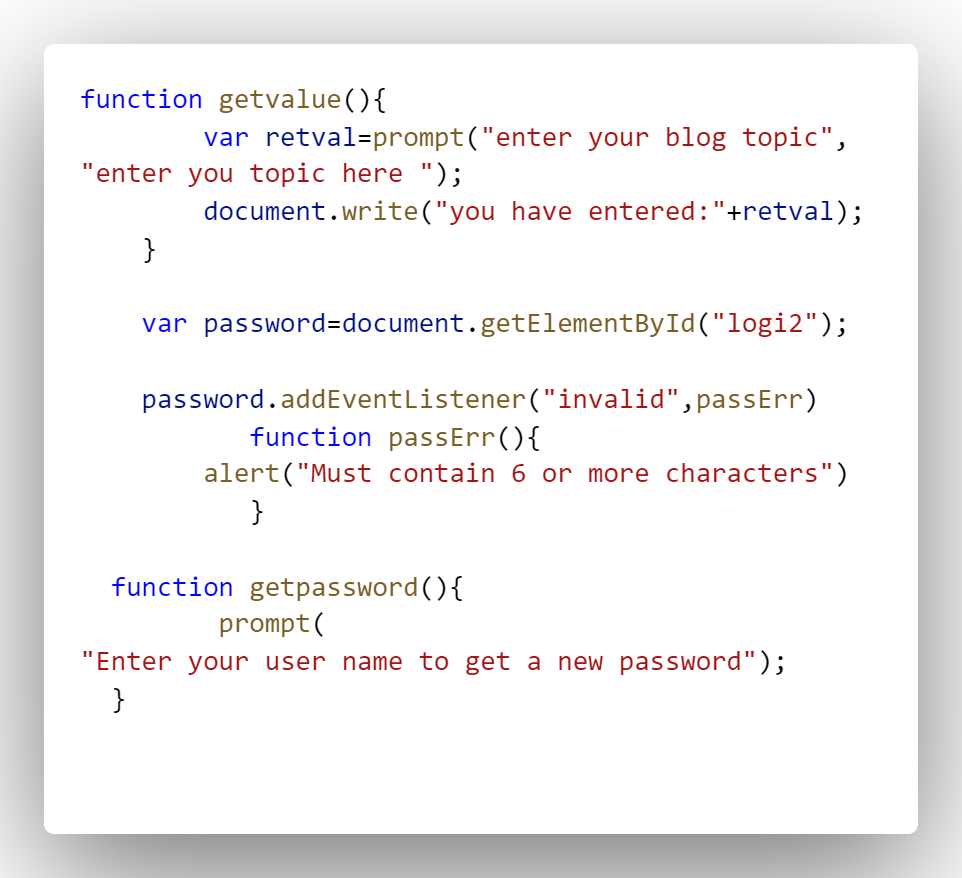 function getvalue(){
        var retval=prompt("enter your blog topic",
"enter you topic here ");
        document.write("you have entered:"+retval);
    }
    var password=document.getElementById("logi2");
    password.addEventListener("invalid",passErr)
           function passErr(){
        alert("Must contain 6 or more characters")
           }
  function getpassword(){
         prompt(
"Enter your user name to get a new password");
  }